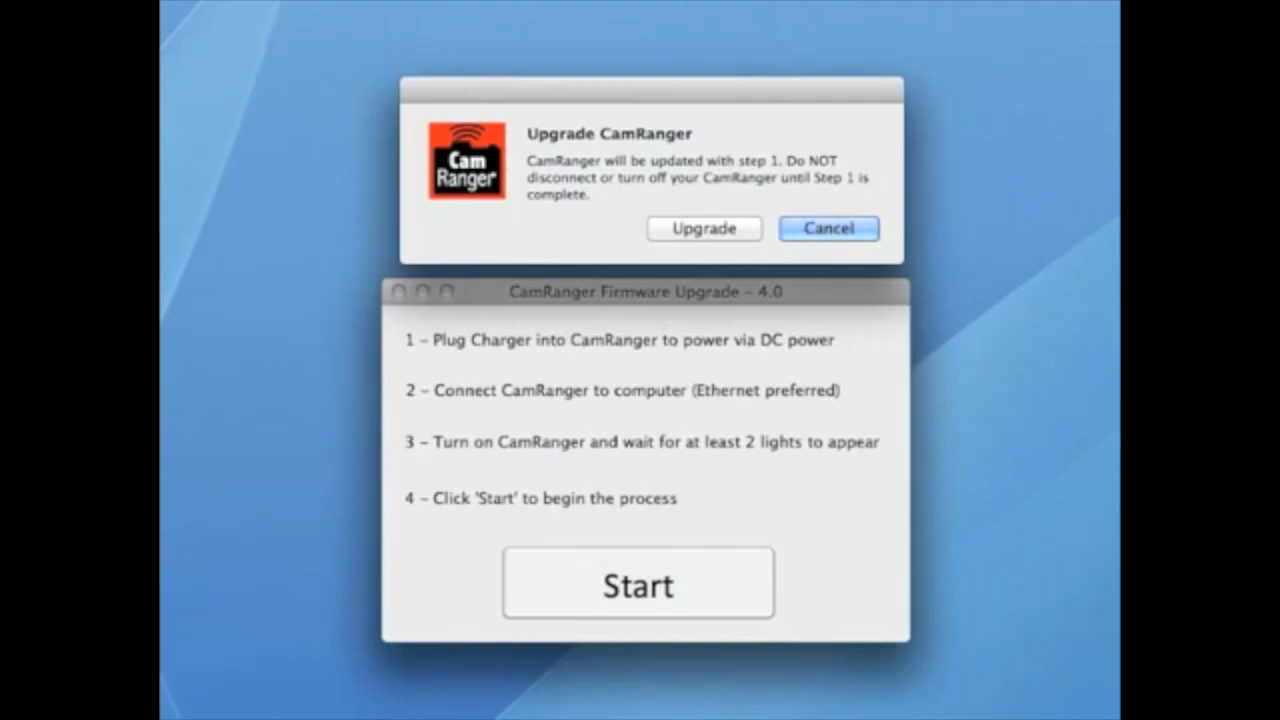 Upgrade CamRanger
Cam
Ranger
CamRanger will be updated with step 1. Do NOT
disconnect or turn off your CamRanger until Step 1 is
complete.
Upgrade
Cancel
CamRanger Firmware Upgrade – 4.0
1 – Plug Charger into CamRanger to power via DC power
2 – Connect CamRanger to computer (Ethernet preferred)
3 – Turn on CamRanger and wait for at least 2 lights to appear
4 – Click 'Start' to begin the process
Start